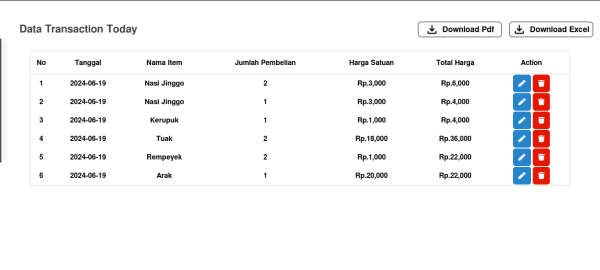 Data Transaction Today
Download Pdf Download Excel
No Tanggal Nama Item Jumlah Pembelian Harga Satuan Total Harga Action
1 2024-06-19 Nasi Jinggo 2 Rp.3,000 Rp.6,000
2 2024-06-19 Nasi Jinggo 1 Rp.3,000 Rp.4,000
3 2024-06-19 Kerupuk 1 Rp.1,000 Rp.4,000
4 2024-06-19 Tuak 2 Rp.18,000 Rp.36,000
5 2024-06-19 Rempeyek 2 Rp.1,000 Rp.22,000
6 2024-06-19 Arak 1 Rp.20,000 Rp.22,000